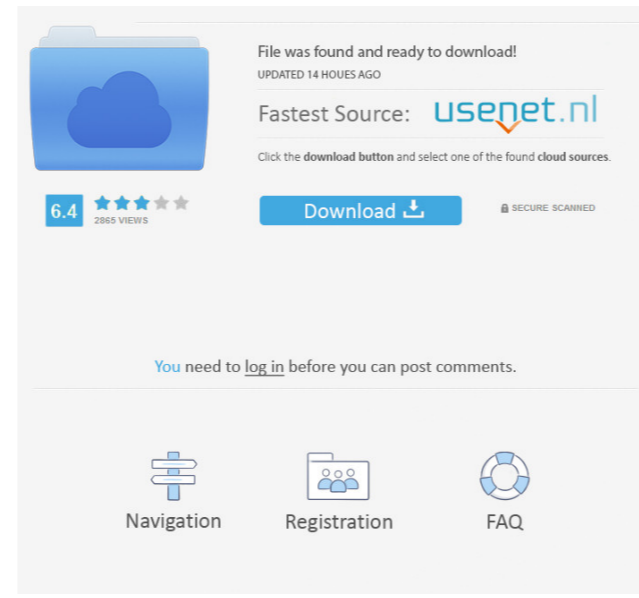 File was found and ready to download!
UPDATED 14 HOUES AGO
Fastest Source: usenet.nl
Click the download button and select one of the found cloud sources.
6.4
2865 VIEWS
Download
SECURE SCANNED
You need to log in before you can post comments.
Navigation
Registration
FAQ